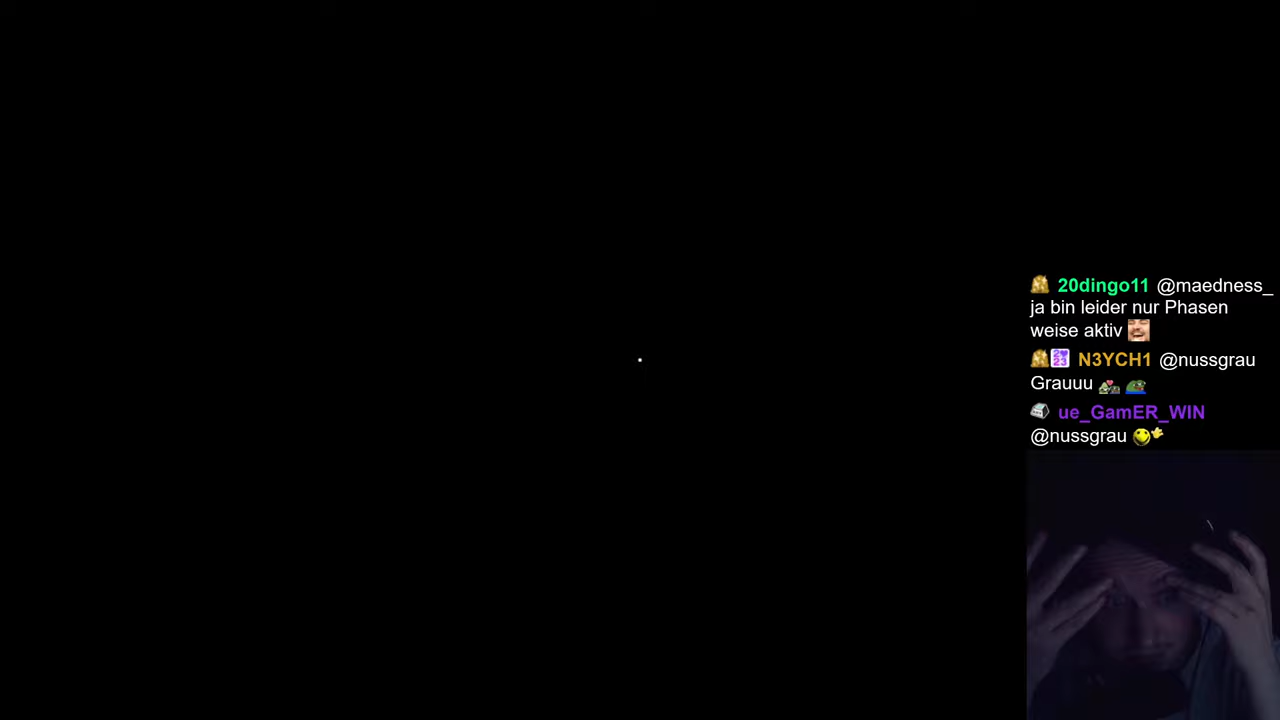 20dingo11 @maedness_
ja bin leider nur Phasen
weise aktiv
N3YCH1 @nussgrau
Grauuu
ue_GamER_WIN
@nussgrau